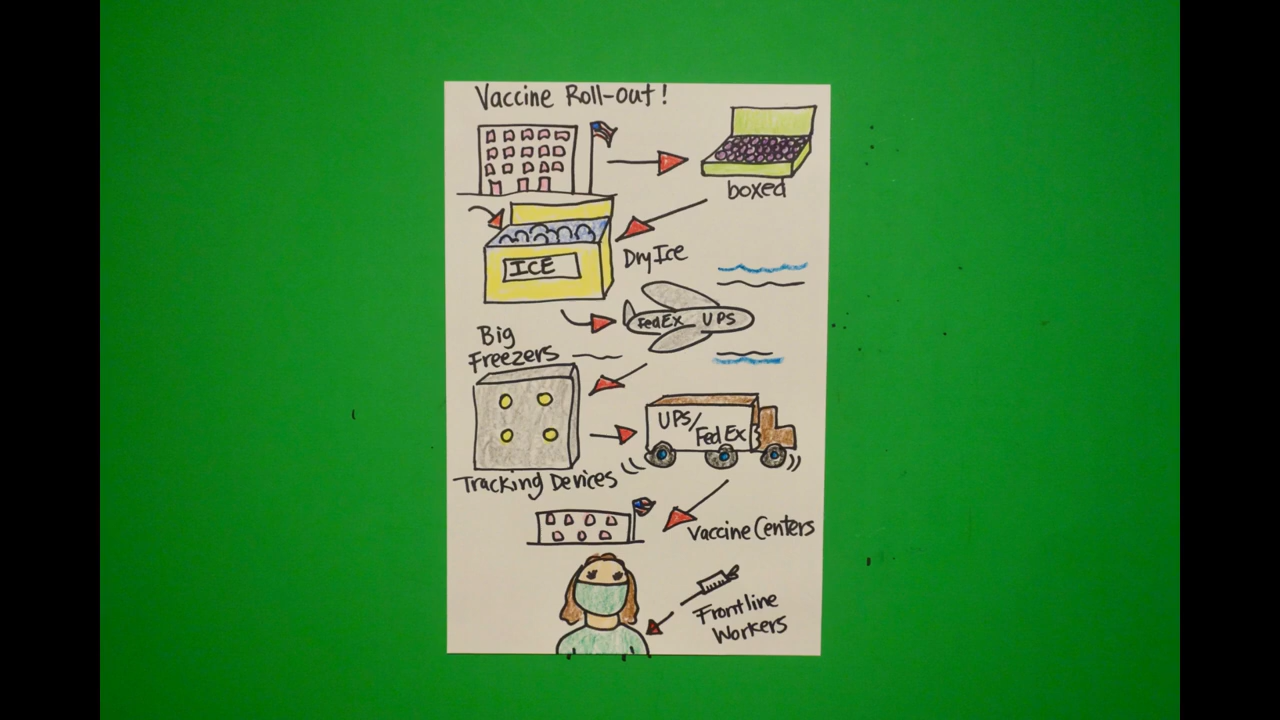 Vaccine Roll-out!
boxed
ICE
Dry Ice
FedEx UPS
Big
Freezers
UPS/
FedEx
Tracking Devices
Vaccine Centers
Frontline
Workers